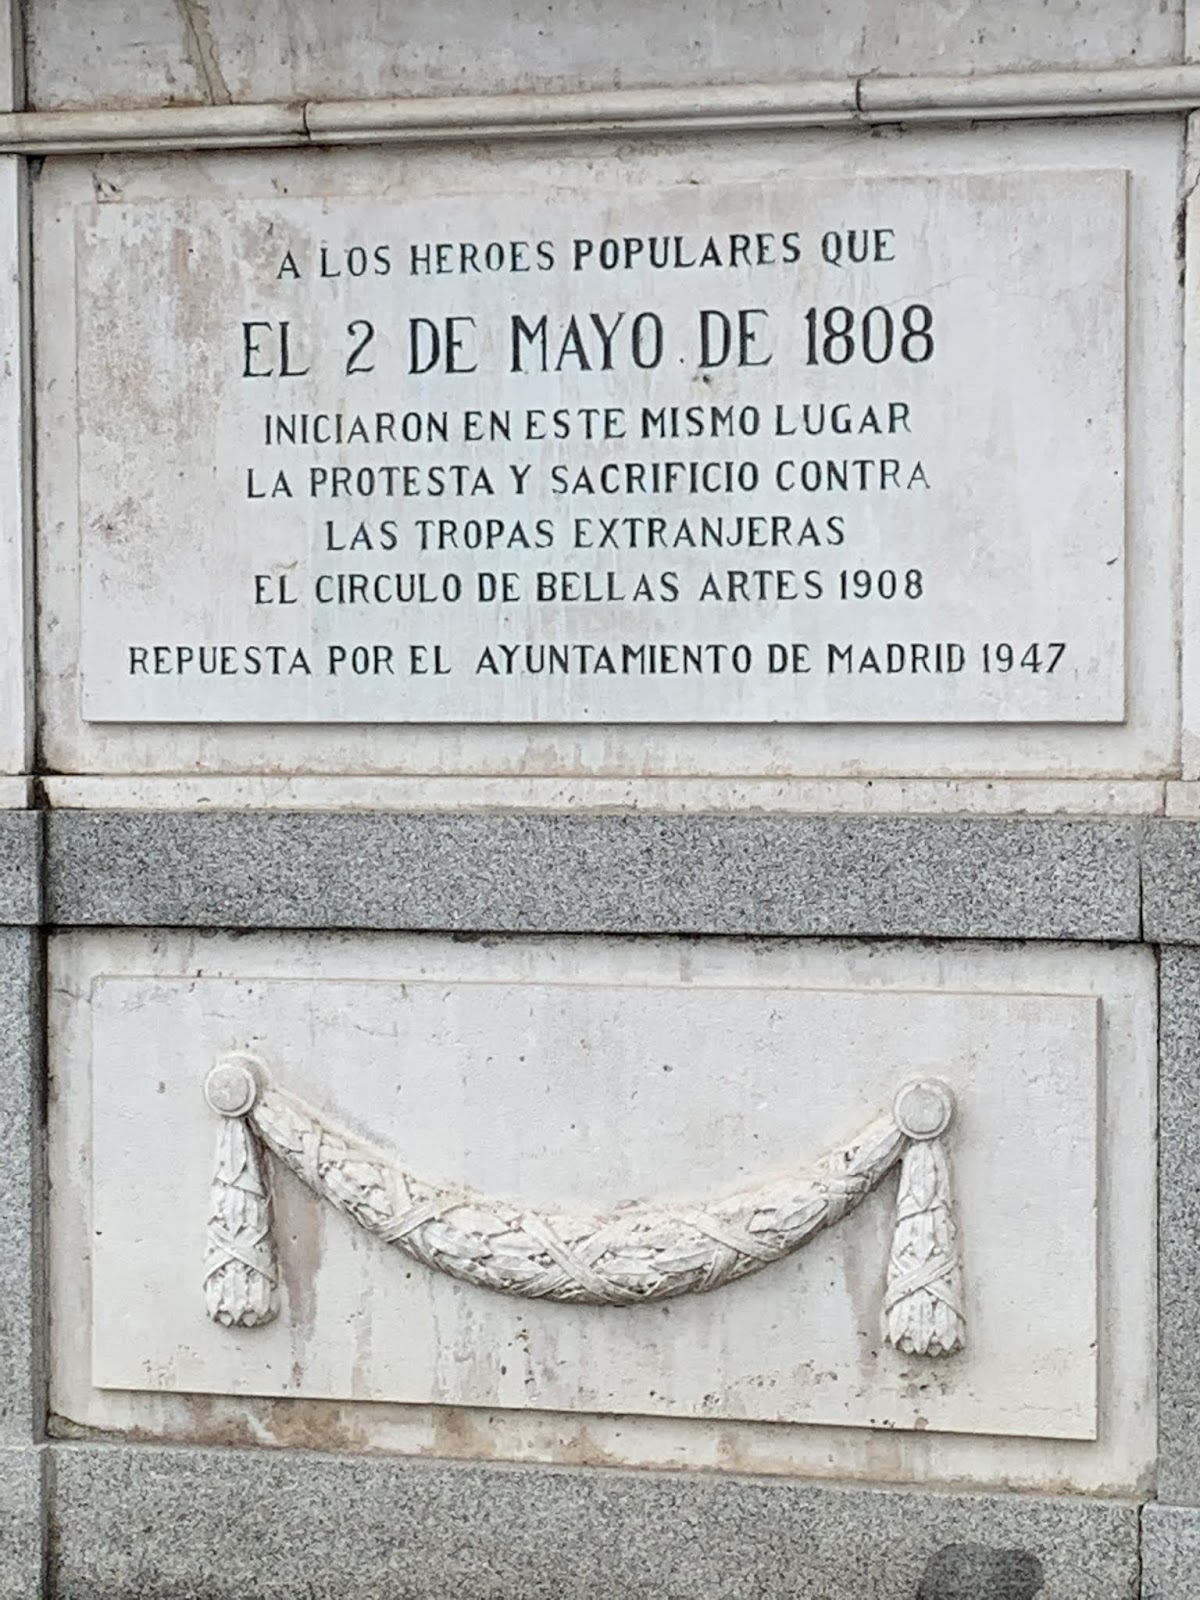 A LOS HEROES POPULARES QUE
EL 2 DE MAYO DE 1808
INICIARON EN ESTE MISMO LUGAR
LA PROTESTA Y SACRIFICIO CONTRA
LAS TROPAS EXTRANJERAS
EL CIRCULO DE BELLAS ARTES 1908
REPUESTA POR EL AYUNTAMIENTO DE MADRID 1947